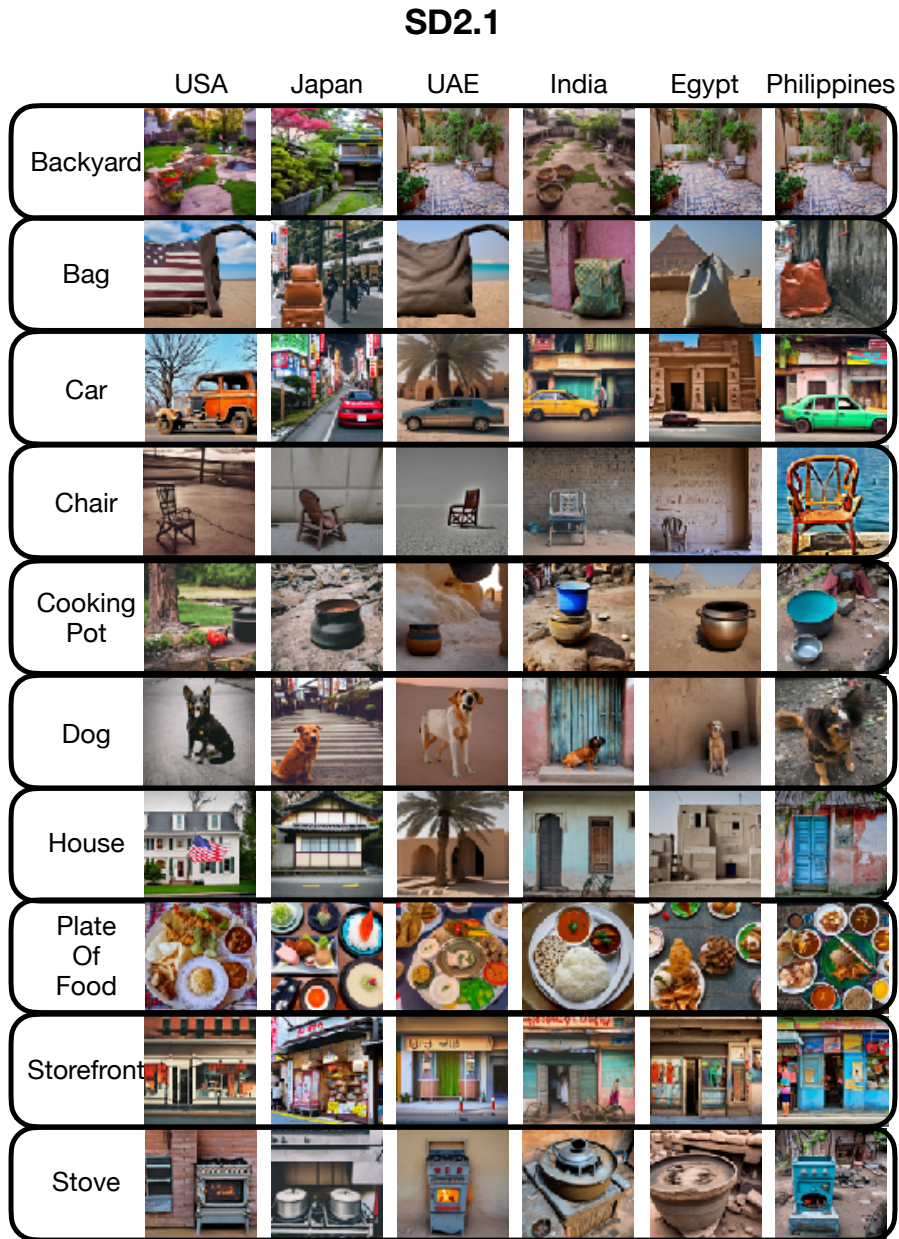 SD2.1
USA Japan UAE India Egypt Philippines
Backyard
Bag
Car
Chair
Cooking
Pot
Dog
House
Plate
Of
Food
Storefront
Stove